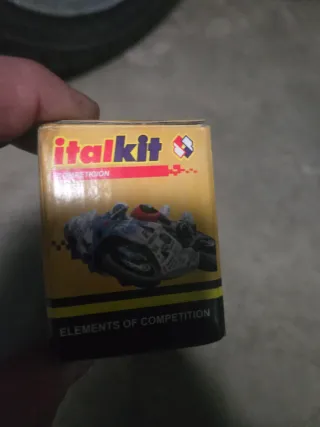 italkit
COMPETITION
ELEMENTS OF COMPETITION